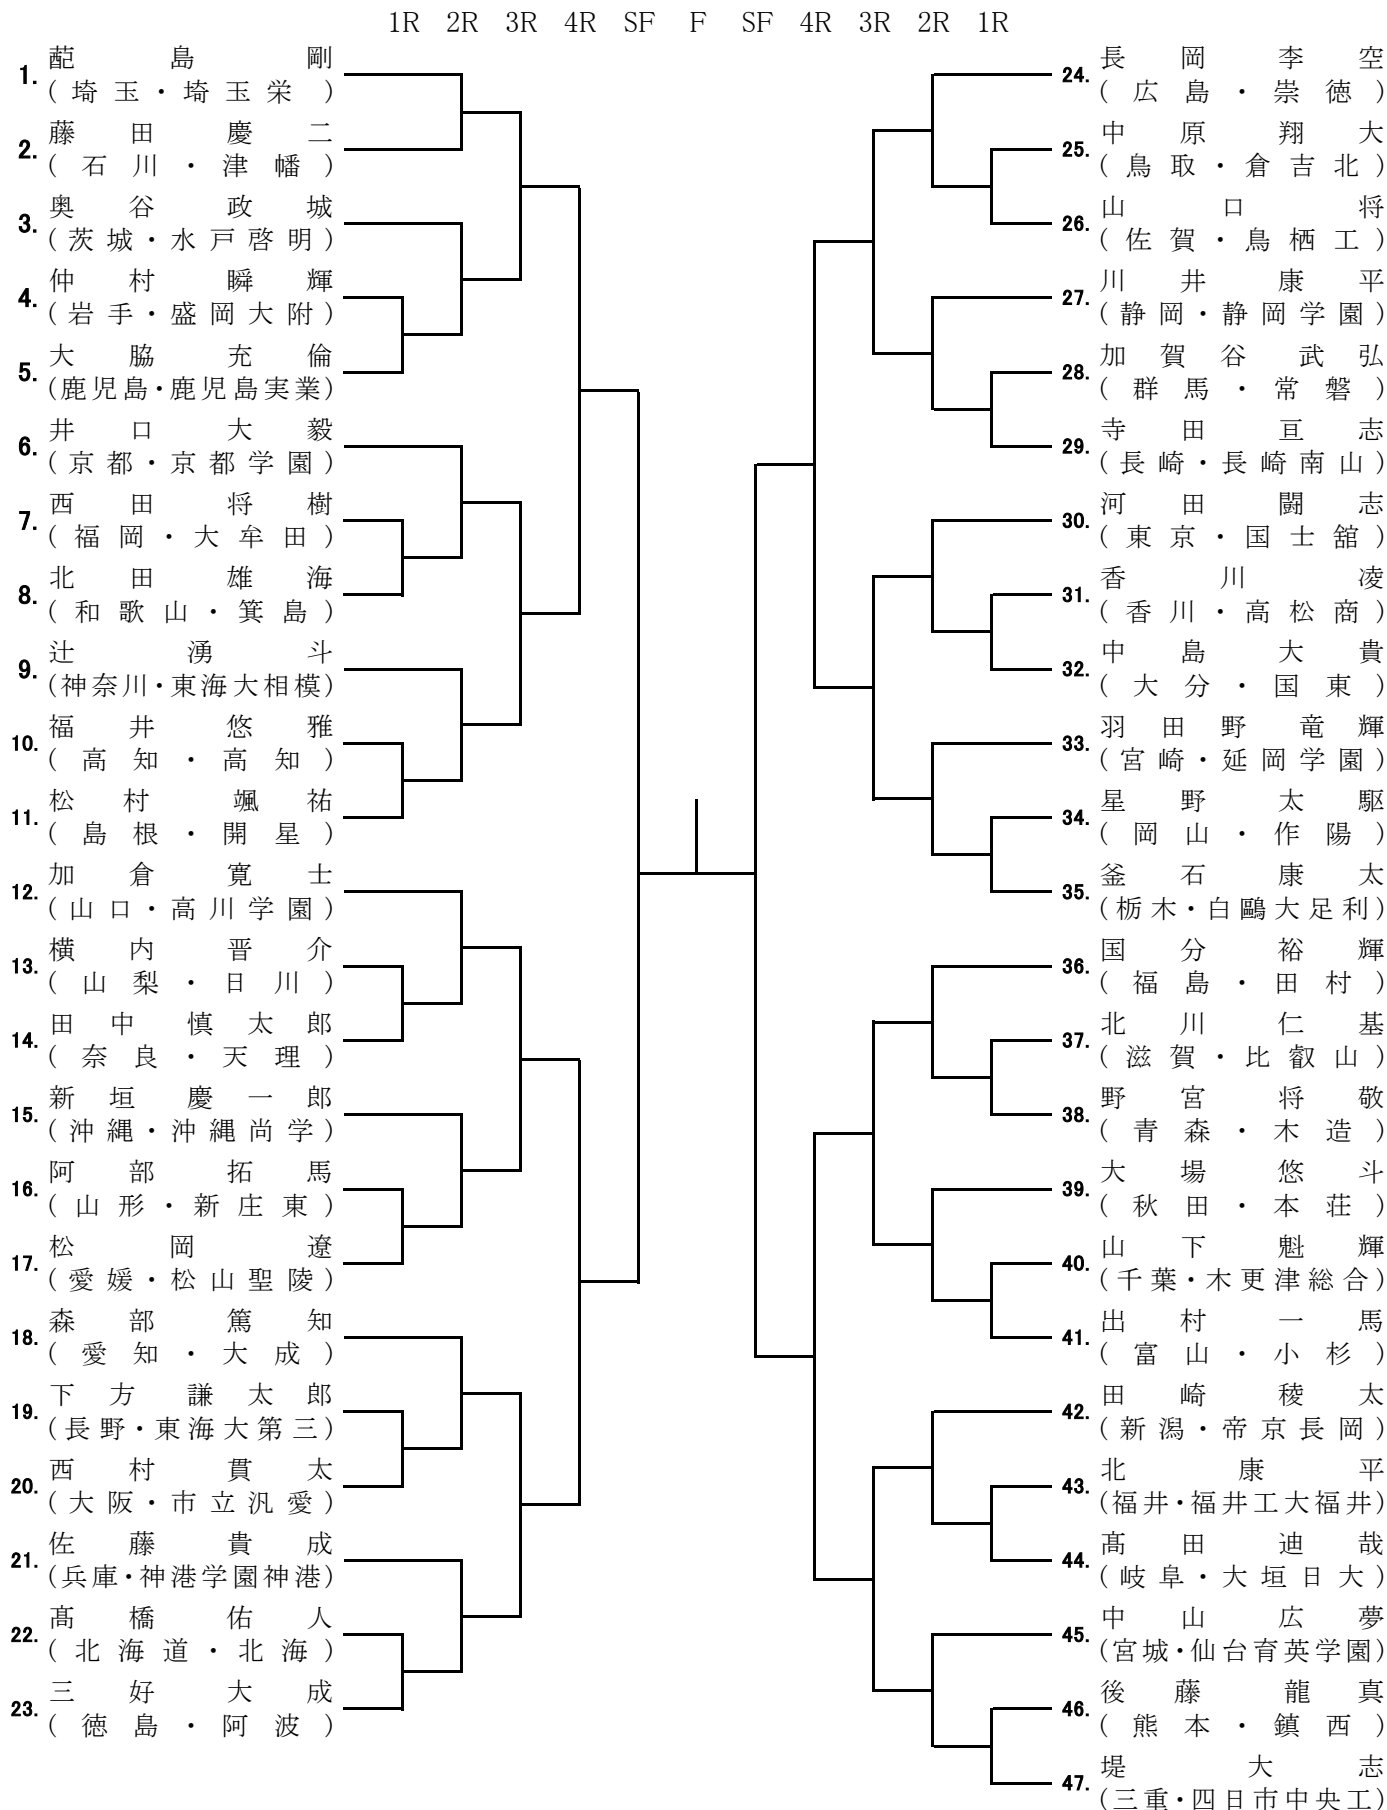 1R 2R 3R 4R SF F SF 4R 3R 2R 1R
1. 蓜島剛
(埼玉・埼玉栄)
2. 藤田慶二
(石川・津幡)
3. 奥谷政城
(茨城・水戸啓明)
4. 仲村瞬輝
(岩手・盛岡大附)
5. 大脇充倫
(鹿児島・鹿児島実業)
6. 井口大毅
(京都・京都学園)
7. 西田将樹
(福岡・大牟田)
8. 北田雄海
(和歌山・箕島)
9. 辻湧斗
(神奈川・東海大相模)
10. 福井悠雅
(高知・高知)
11. 松村颯祐
(島根・開星)
12. 加倉寛士
(山口・高川学園)
13. 横内晋介
(山梨・日川)
14. 田中慎太郎
(奈良・天理)
15. 新垣慶一郎
(沖縄・沖縄尚学)
16. 阿部拓馬
(山形・新庄東)
17. 松岡遼
(愛媛・松山聖陵)
18. 森部篤知
(愛知・大成)
19. 下方謙太郎
(長野・東海大第三)
20. 西村貫太
(大阪・市立汎愛)
21. 佐藤貴成
(兵庫・神港学園神港)
22. 髙橋佑人
(北海道・北海)
23. 三好大成
(徳島・阿波)
24. 長岡李空
(広島・崇徳)
25. 中原翔大
(鳥取・倉吉北)
26. 山口将
(佐賀・鳥栖工)
27. 川井康平
(静岡・静岡学園)
28. 加賀谷武弘
(群馬・常磐)
29. 寺田亘志
(長崎・長崎南山)
30. 河田闘志
(東京・国士舘)
31. 香川凌
(香川・高松商)
32. 中島大貴
(大分・国東)
33. 羽田野竜輝
(宮崎・延岡学園)
34. 星野太駆
(岡山・作陽)
35. 釜石康太
(栃木・白鷗大足利)
36. 国分裕輝
(福島・田村)
37. 北川仁基
(滋賀・比叡山)
38. 野宮将敬
(青森・木造)
39. 大場悠斗
(秋田・本荘)
40. 山下魁輝
(千葉・木更津総合)
41. 出村一馬
(富山・小杉)
42. 田崎稜太
(新潟・帝京長岡)
43. 北康平
(福井・福井工大福井)
44. 髙田迪哉
(岐阜・大垣日大)
45. 中山広夢
(宮城・仙台育英学園)
46. 後藤龍真
(熊本・鎮西)
47. 堤大志
(三重・四日市中央工)